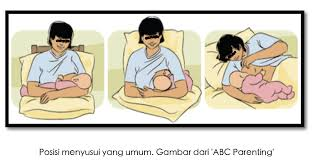 Posisi menyusui yang umum. Gambar dari 'ABC Parenting'